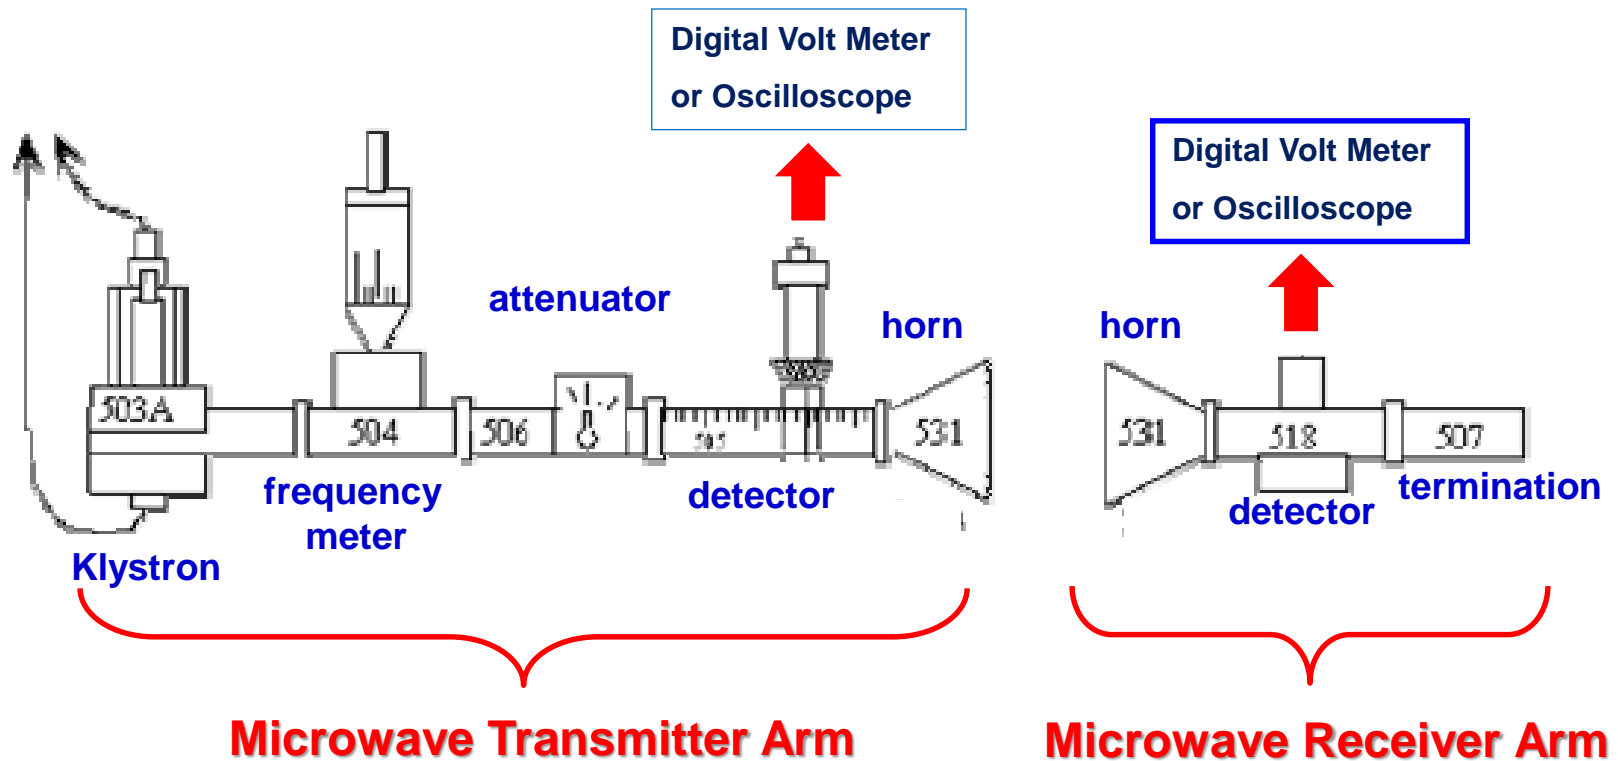 Digital Volt Meter
or Oscilloscope
Digital Volt Meter
or Oscilloscope
attenuator
horn
horn
503A
504
506
505
531
531
518
507
frequency
meter
detector
detector
termination
Klystron
Microwave Transmitter Arm
Microwave Receiver Arm